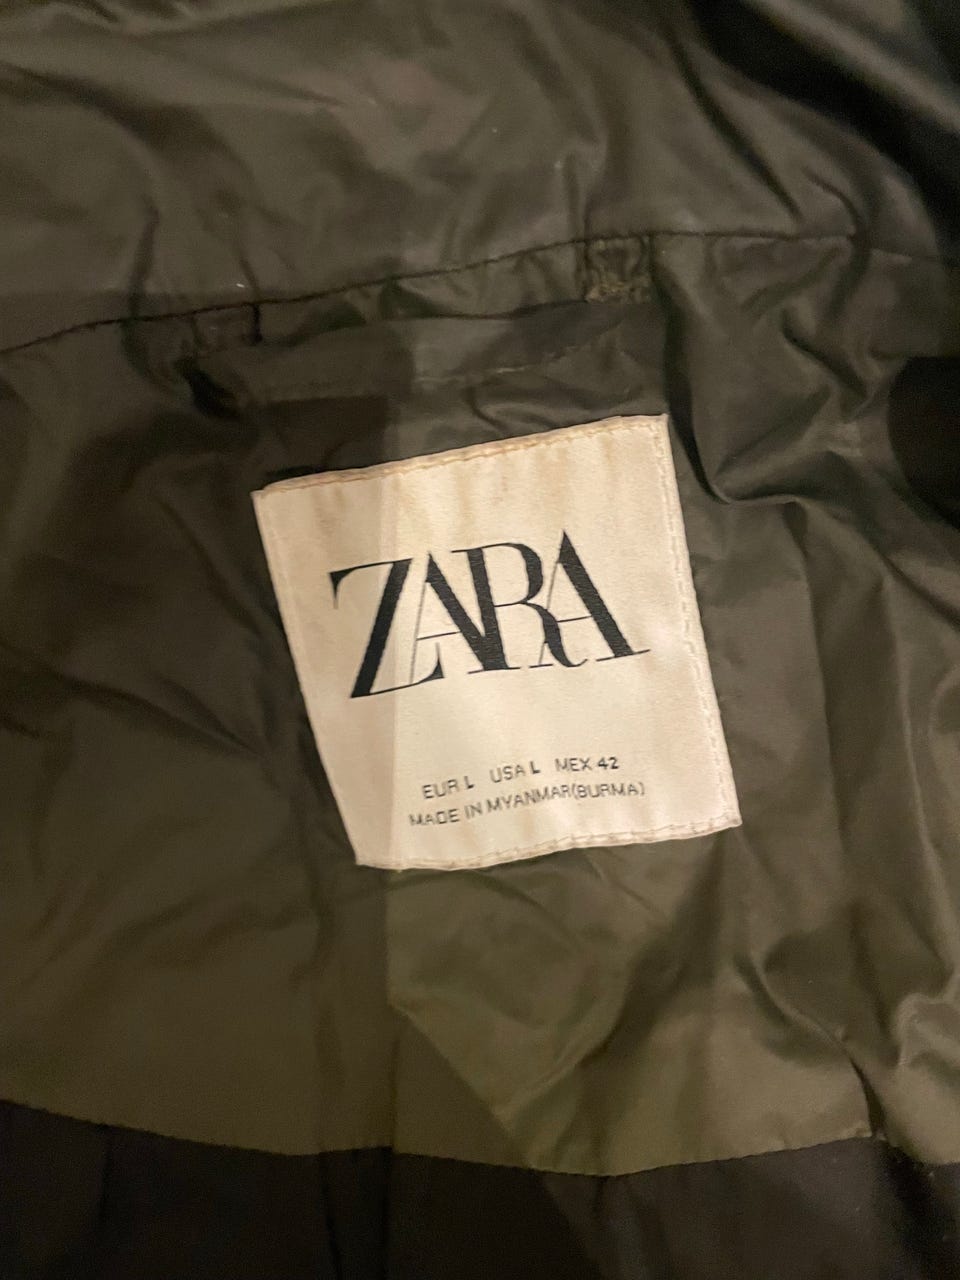 ZARA
EUR L USA L MEX 42
MADE IN MYANMAR(BURMA)